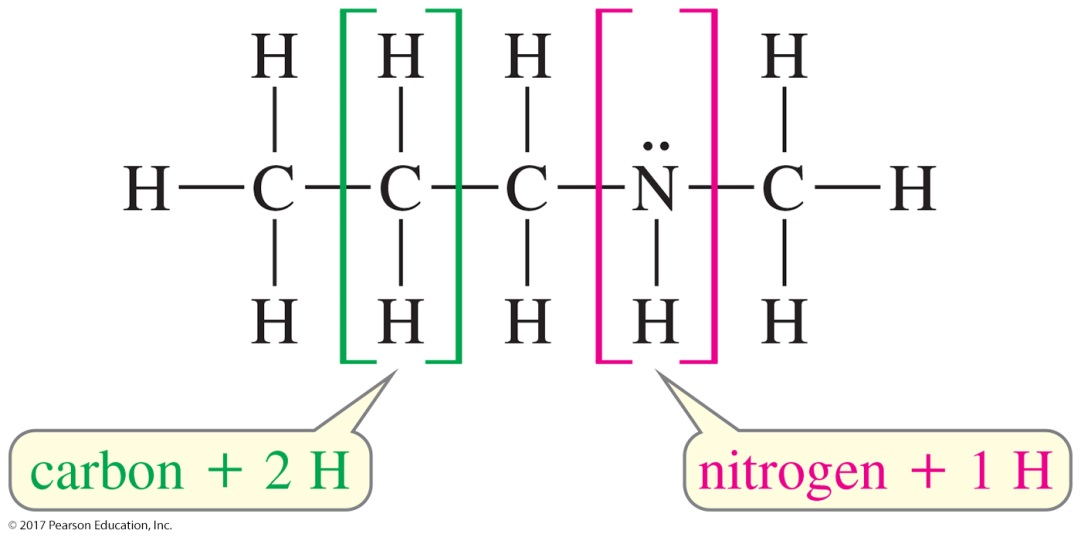 H H H H
H—C—C—C—N̈—C—H
H H H H H
carbon + 2 H
nitrogen + 1 H
© 2017 Pearson Education, Inc.